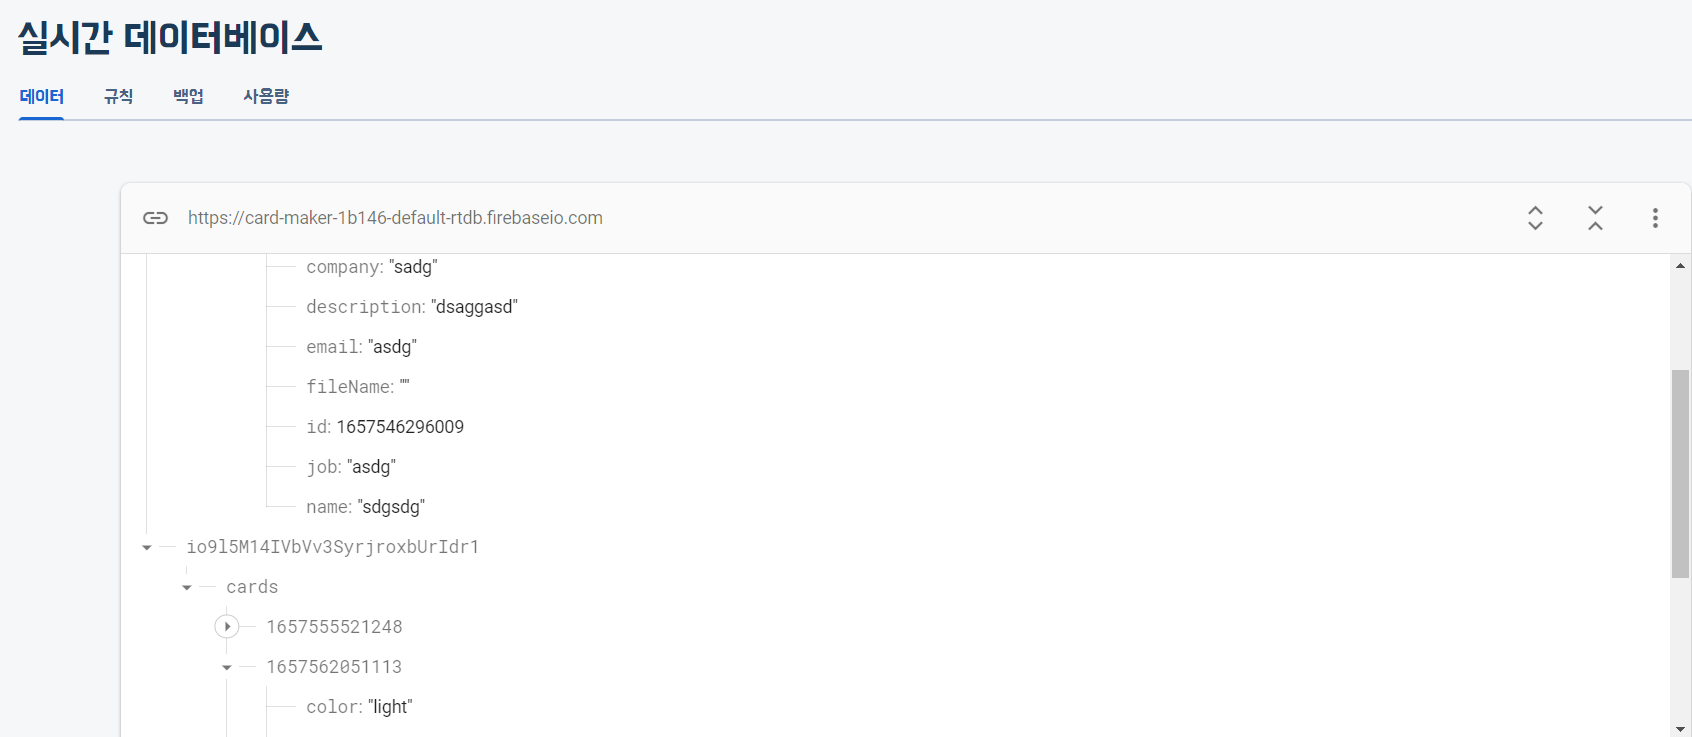 실시간 데이터베이스
데이터 규칙 백업 사용량
https://card-maker-1b146-default-rtdb.firebaseio.com
company: "sadg"
description: "dsaggasd"
email: "asdg"
fileName: ""
id: 1657546296009
job: "asdg"
name: "sdgsdg"
io9l5M14IVbVv3SyrjroxbUrIdr1
cards
1657555521248
1657562051113
color: "light"